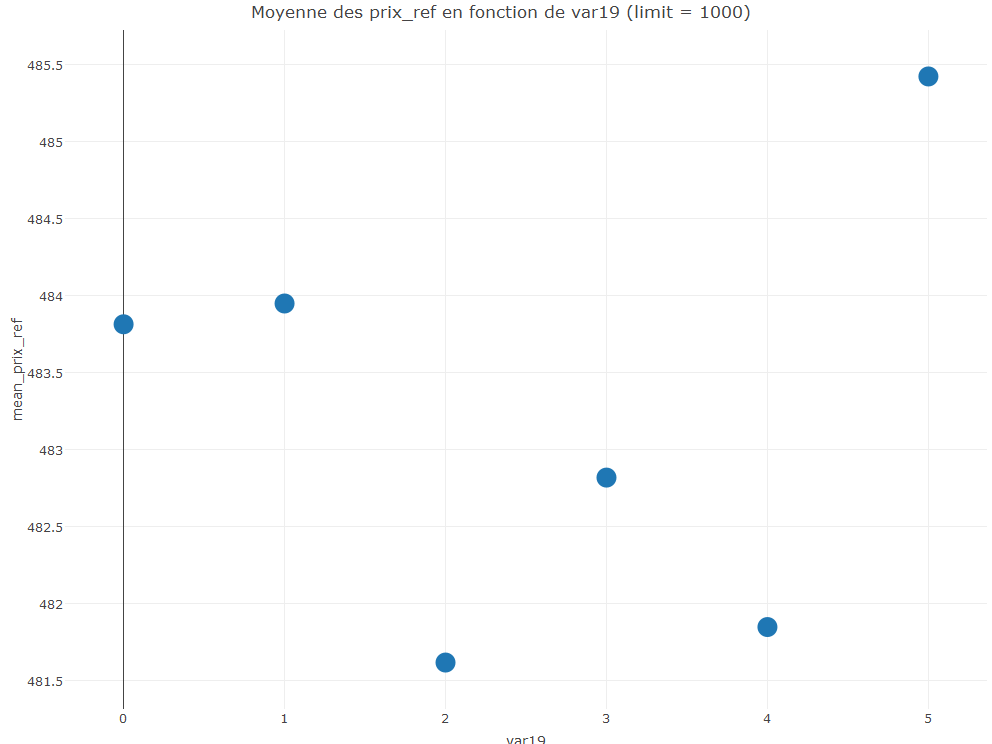 Moyenne des prix_ref en fonction de var19 (limit = 1000)
mean_prix_ref
485.5
485
484.5
484
483.5
483
482.5
482
481.5
0 1 2 3 4 5
var19